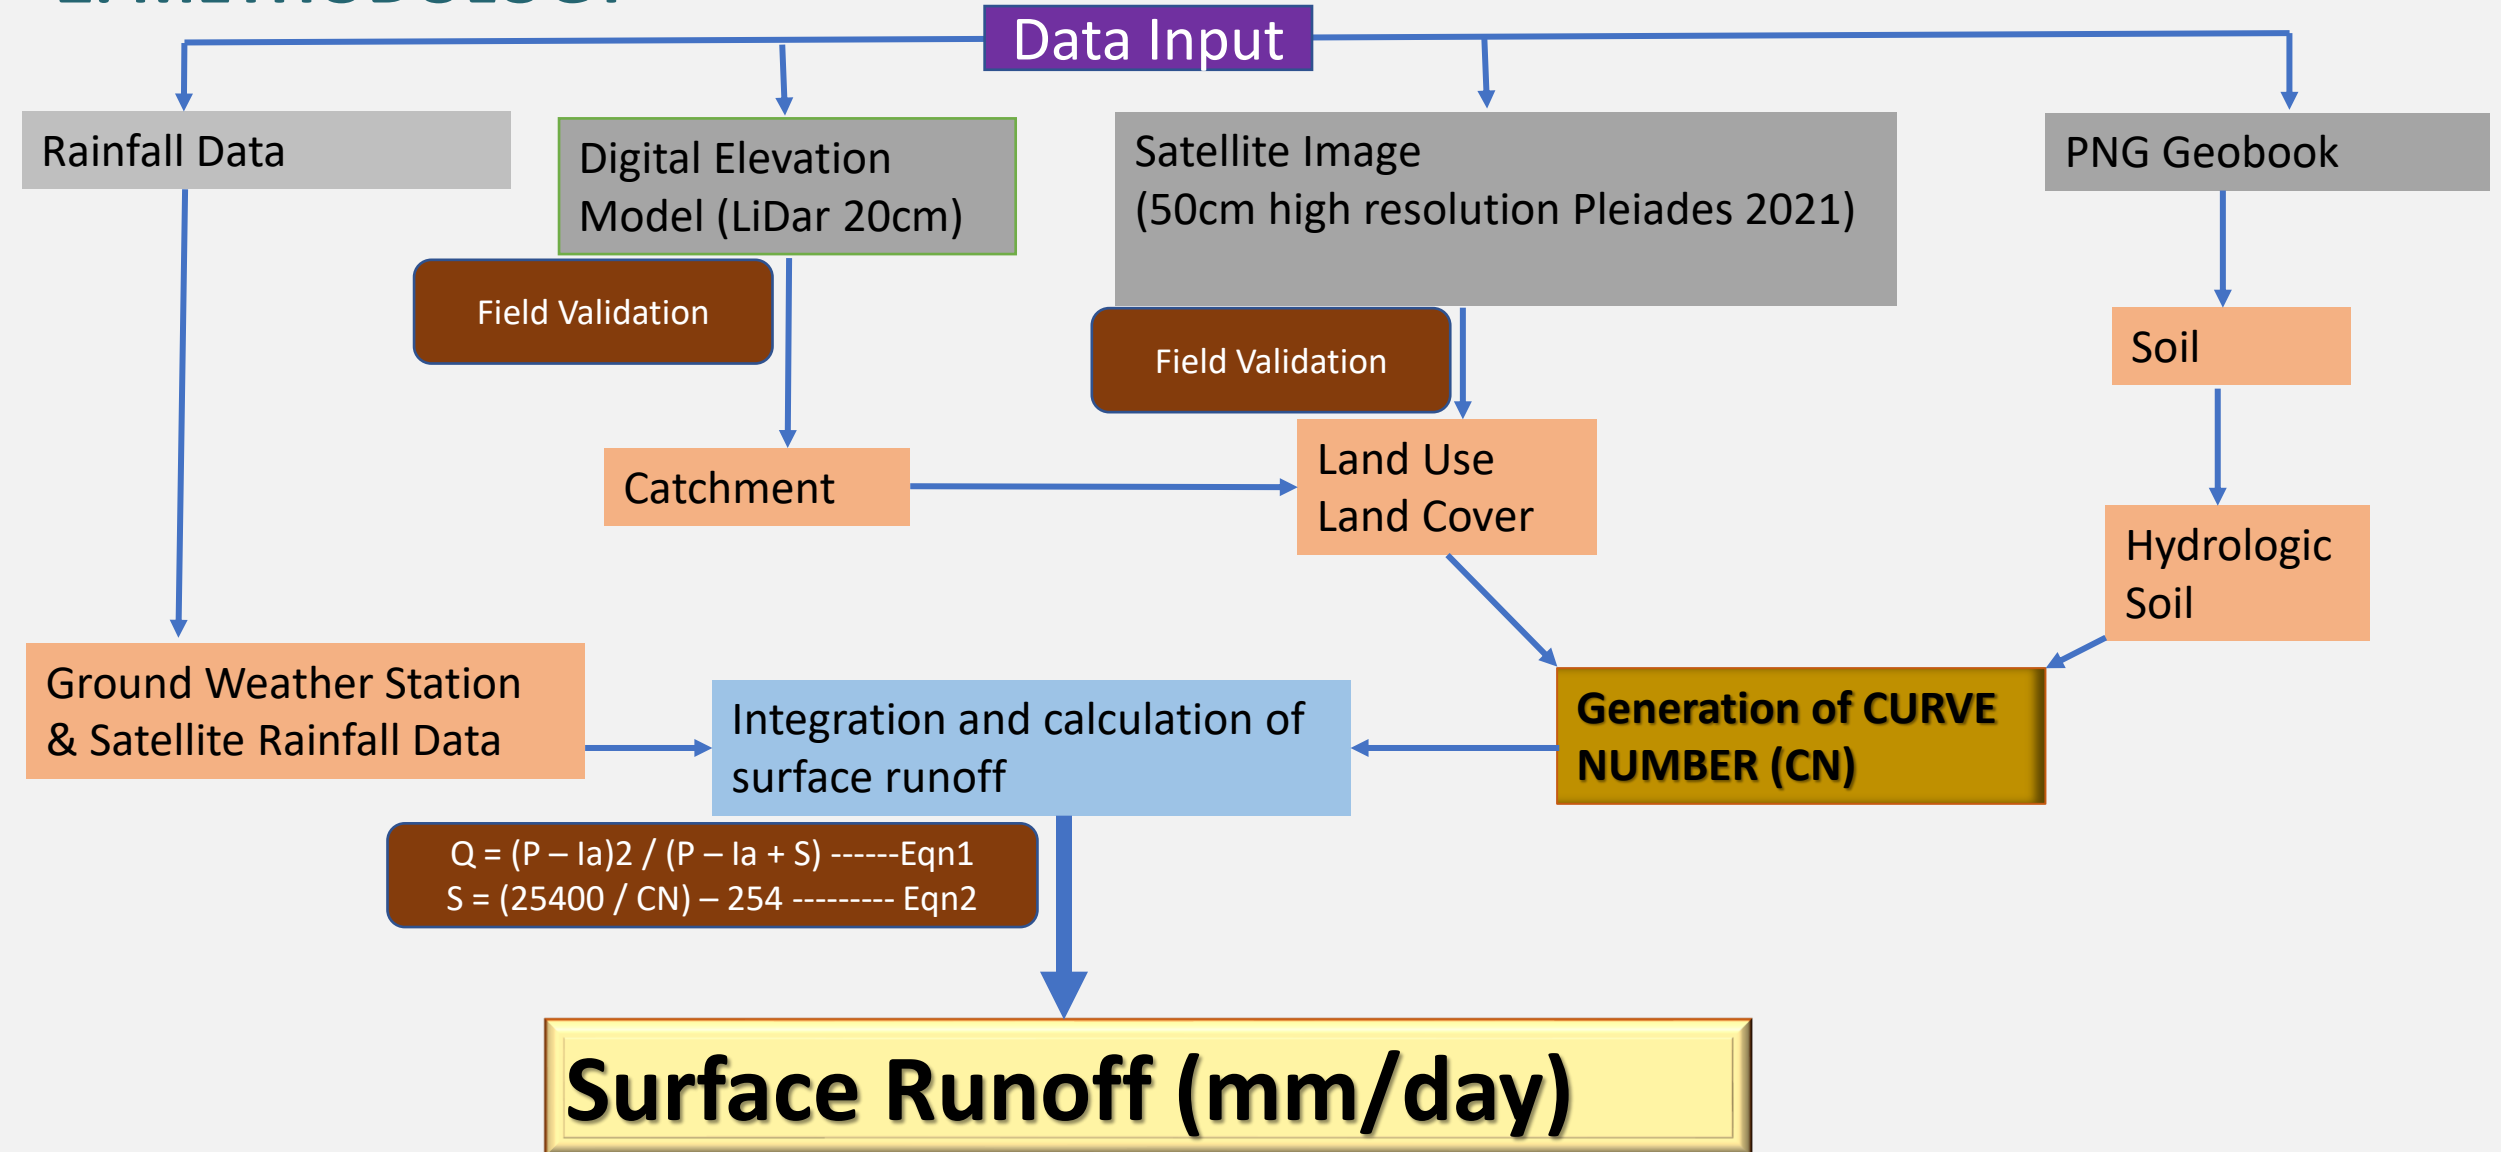 Data Input
Rainfall Data
Digital Elevation
Model (LiDar 20cm)
Satellite Image
(50cm high resolution Pleiades 2021)
PNG Geobook
Field Validation
Field Validation
Soil
Catchment
Land Use
Land Cover
Hydrologic
Soil
Ground Weather Station
& Satellite Rainfall Data
Integration and calculation of
surface runoff
Generation of CURVE
NUMBER (CN)
Q = (P – Ia)2 / (P – Ia + S) ------Eqn1
S = (25400 / CN) – 254 --------- Eqn2
Surface Runoff (mm/day)